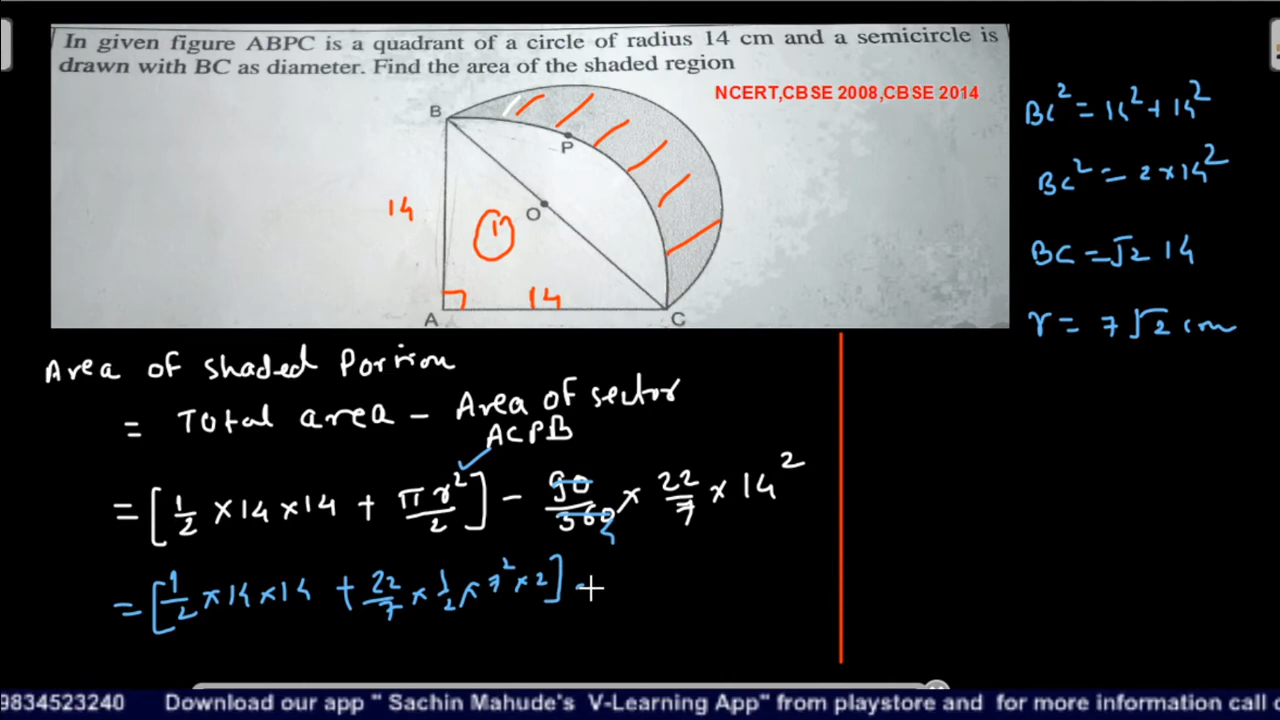 In given figure ABPC is a quadrant of a circle of radius 14 cm and a semicircle is
drawn with BC as diameter. Find the area of the shaded region
NCERT,CBSE 2008,CBSE 2014
B
P
O
A
C
14
1
14
BC² = 14² + 14²
BC² = 2 × 14²
BC = √2 14
r = 7√2 cm
Area of shaded Portion
= Total area - Area of sector
ACPB
= [1/2 × 14 × 14 + πr²/2] - 90/360 × 22/7 × 14²
= [1/2 × 14 × 14 + 22/7 × 1/2 × 7² × 2] -
9834523240 Download our app " Sachin Mahude's V-Learning App" from playstore and for more information call